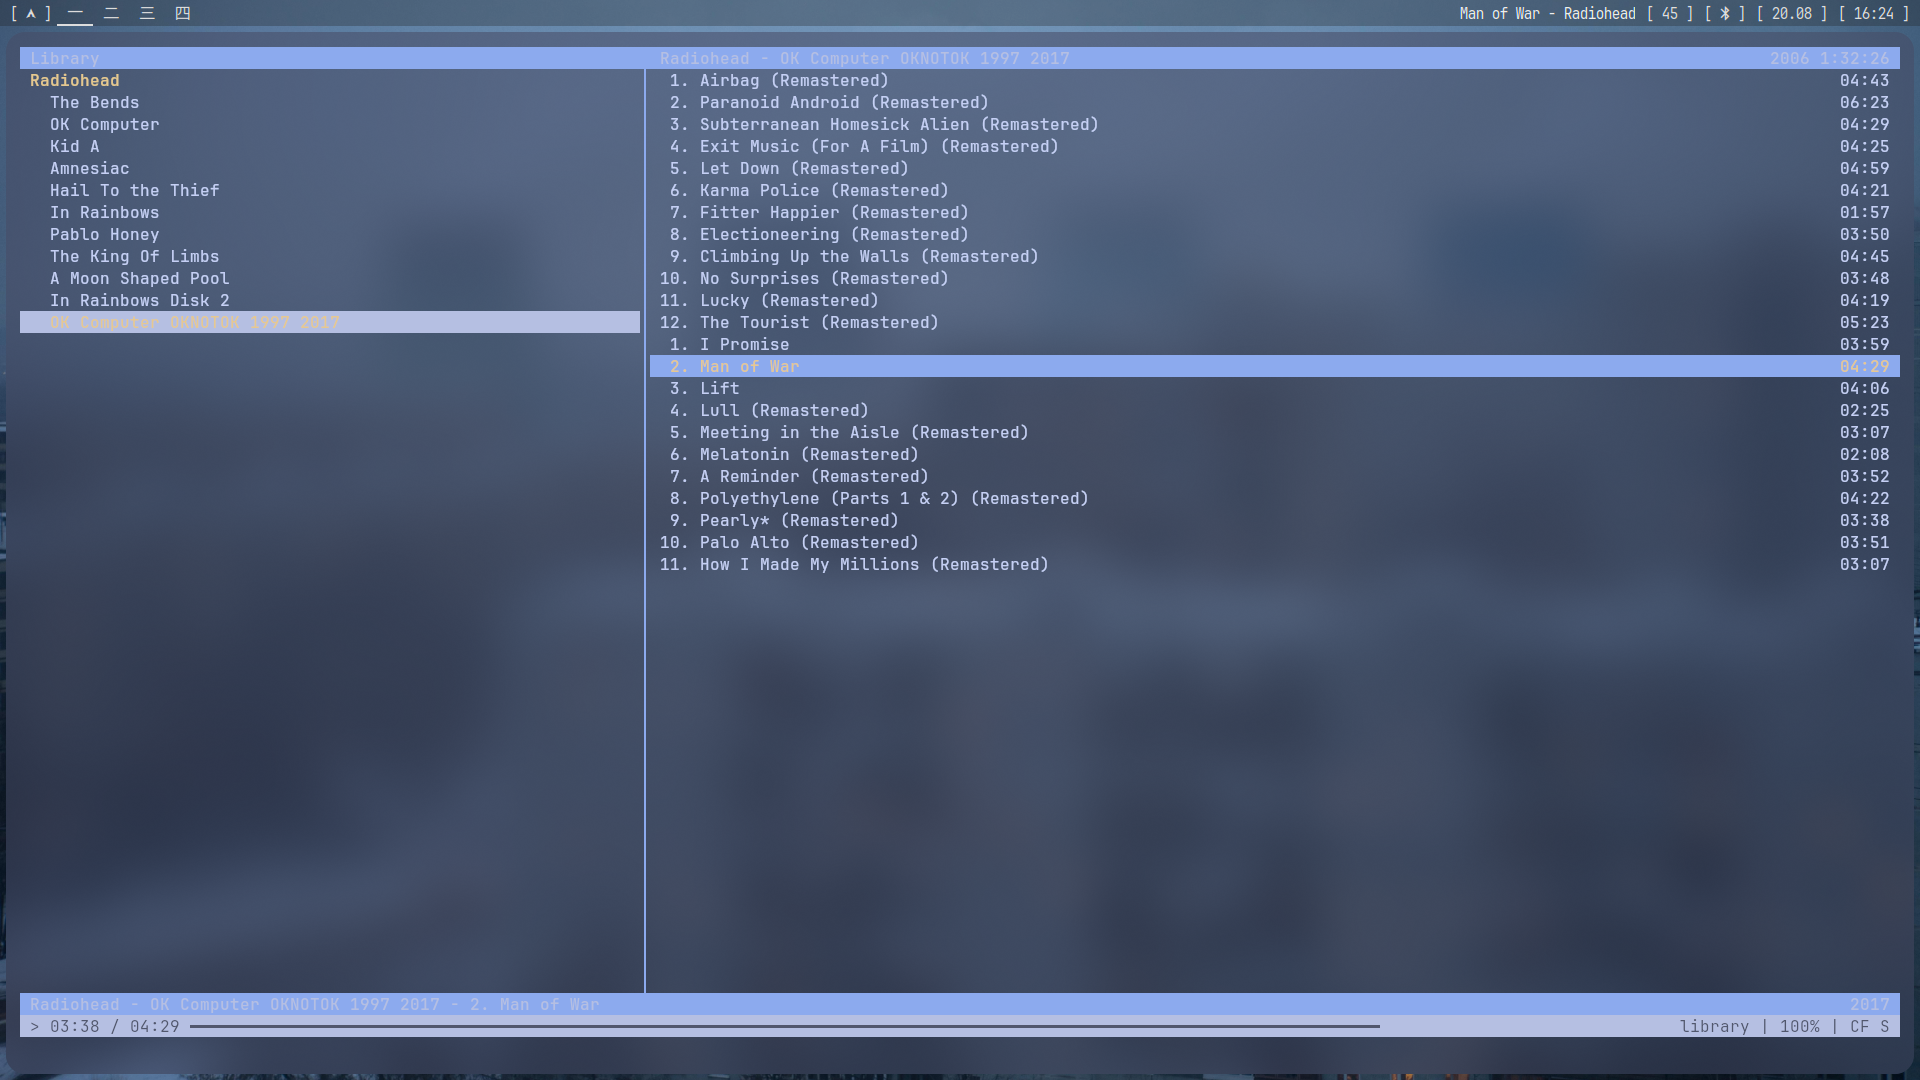 [ ⋏ ] 一 二 三 四 Man of War - Radiohead [ 45 ] [ ] [ 20.08 ] [ 16:24 ]
Library
Radiohead
The Bends
OK Computer
Kid A
Amnesiac
Hail To the Thief
In Rainbows
Pablo Honey
The King Of Limbs
A Moon Shaped Pool
In Rainbows Disk 2
OK Computer OKNOTOK 1997 2017
Radiohead - OK Computer OKNOTOK 1997 2017 2006 1:32:26
1. Airbag (Remastered) 04:43
2. Paranoid Android (Remastered) 06:23
3. Subterranean Homesick Alien (Remastered) 04:29
4. Exit Music (For A Film) (Remastered) 04:25
5. Let Down (Remastered) 04:59
6. Karma Police (Remastered) 04:21
7. Fitter Happier (Remastered) 01:57
8. Electioneering (Remastered) 03:50
9. Climbing Up the Walls (Remastered) 04:45
10. No Surprises (Remastered) 03:48
11. Lucky (Remastered) 04:19
12. The Tourist (Remastered) 05:23
1. I Promise 03:59
2. Man of War 04:29
3. Lift 04:06
4. Lull (Remastered) 02:25
5. Meeting in the Aisle (Remastered) 03:07
6. Melatonin (Remastered) 02:08
7. A Reminder (Remastered) 03:52
8. Polyethylene (Parts 1 & 2) (Remastered) 04:22
9. Pearly* (Remastered) 03:38
10. Palo Alto (Remastered) 03:51
11. How I Made My Millions (Remastered) 03:07
Radiohead - OK Computer OKNOTOK 1997 2017 - 2. Man of War 2017
> 03:38 / 04:29 library | 100% | CF S